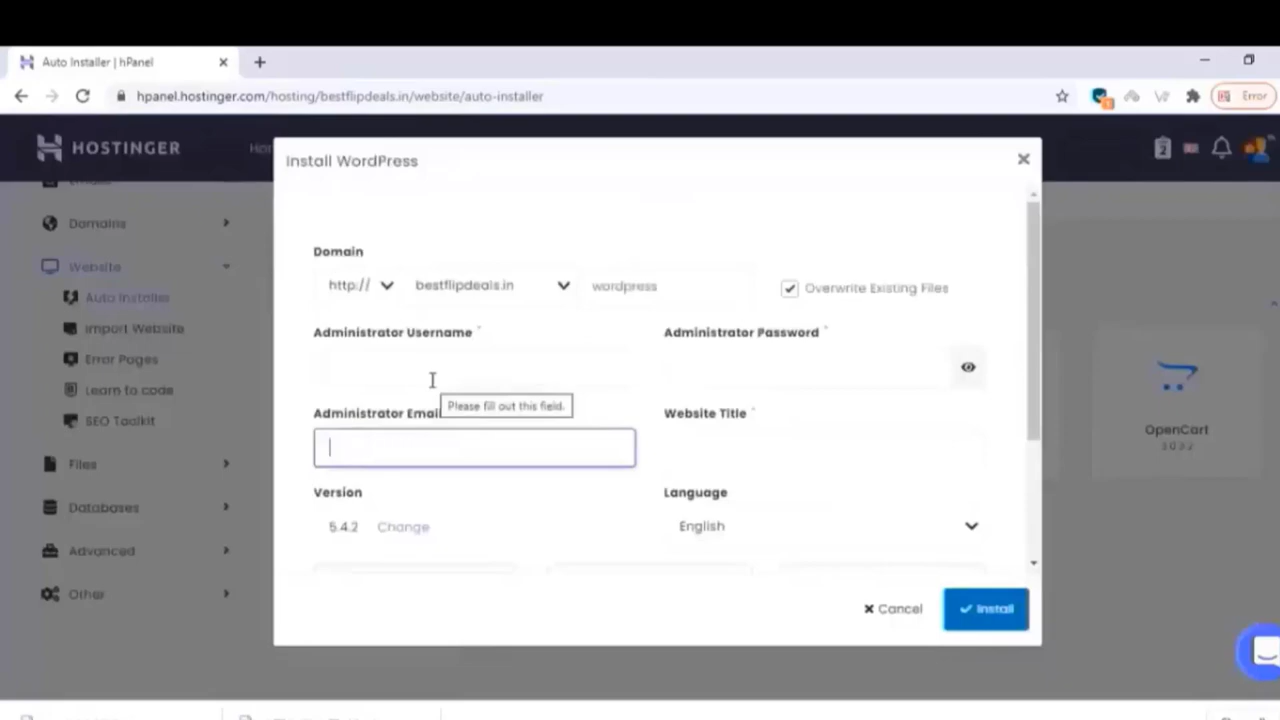 Auto Installer | hPanel
hpanel.hostinger.com/hosting/bestflipdeals.in/website/auto-installer
Error
HOSTINGER
2
Install WordPress
Domains
Website
Auto Installer
Import Website
Error Pages
Learn to code
SEO Toolkit
Files
Databases
Advanced
Other
Domain
http://
bestflipdeals.in
wordpress
Overwrite Existing Files
Administrator Username *
Administrator Password *
Please fill out this field.
Administrator Email
Website Title *
Version
5.4.2 Change
Language
English
Cancel
Install
OpenCart